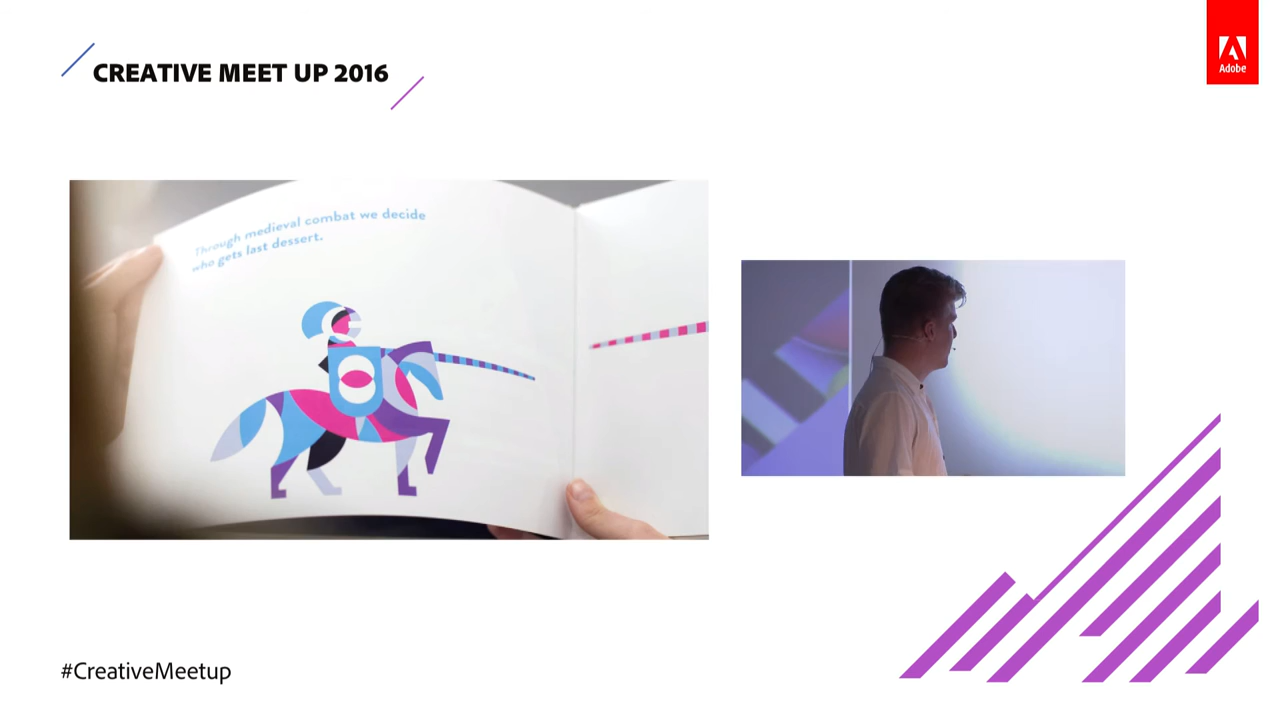 CREATIVE MEET UP 2016
Adobe
Through medieval combat we decide
who gets last dessert.
#CreativeMeetup